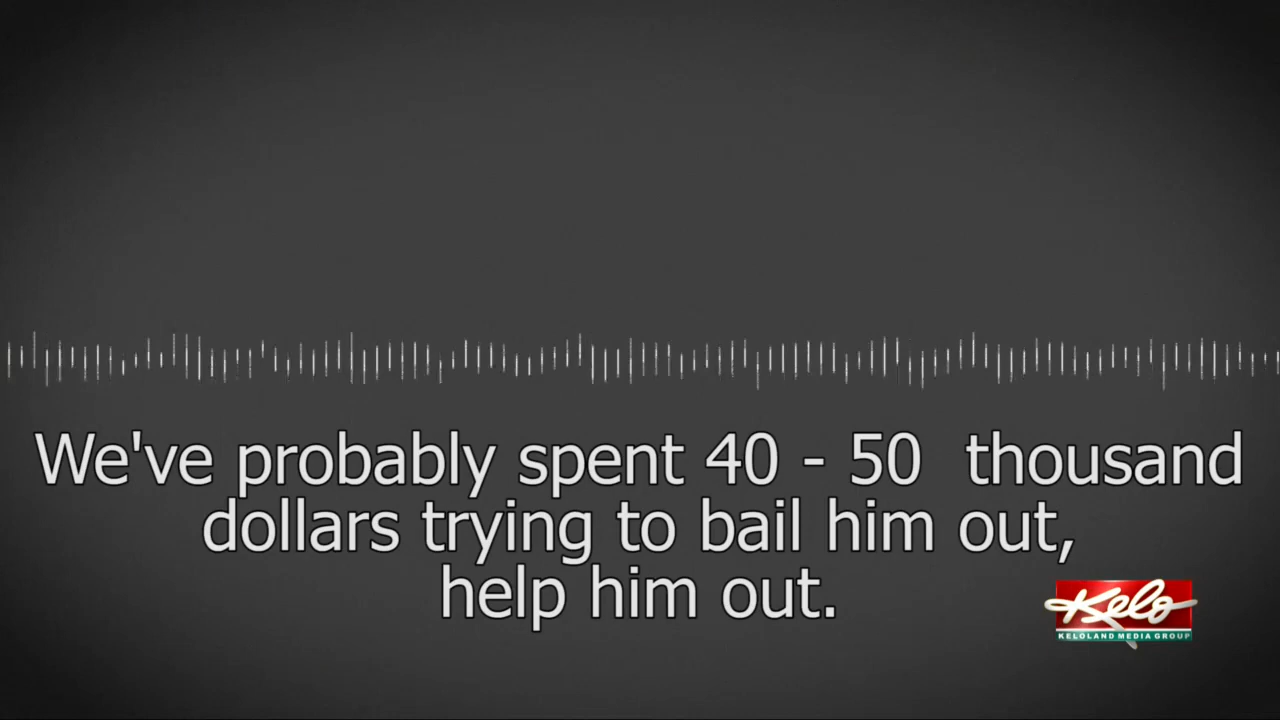 We've probably spent 40 - 50  thousand
dollars trying to bail him out,
help him out.
Kelo
KELOLAND MEDIA GROUP